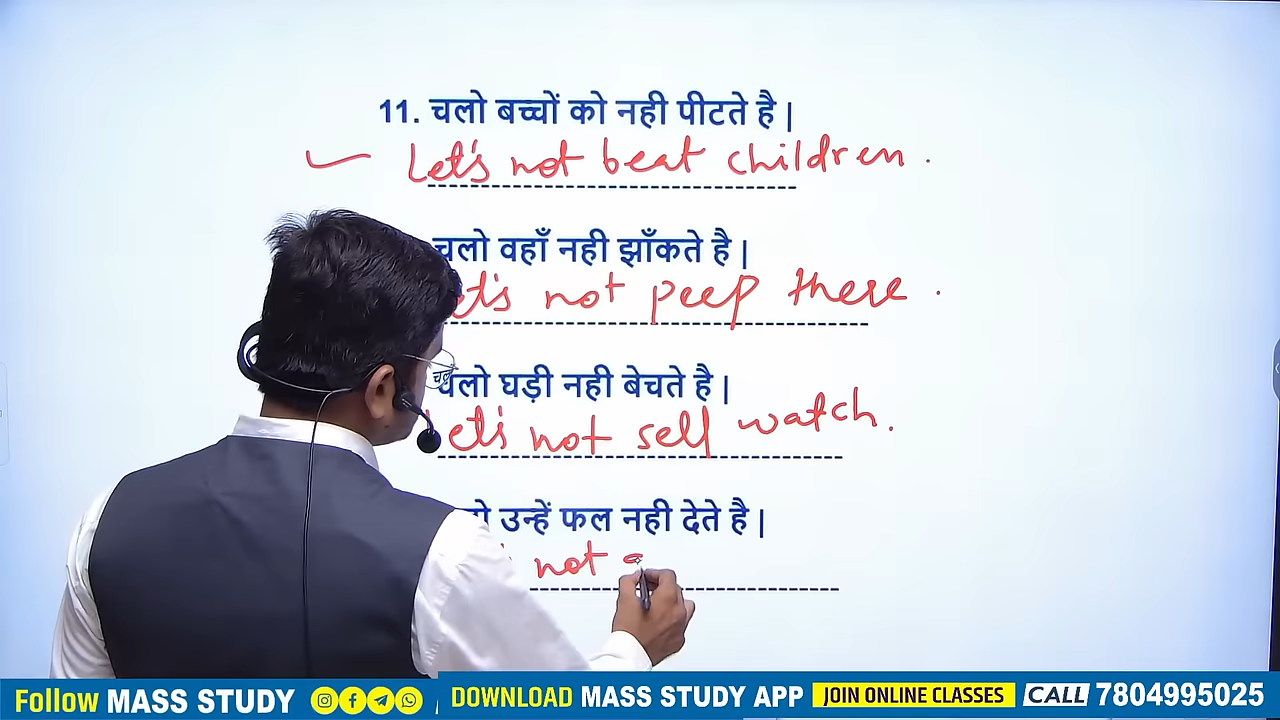 11. चलो बच्चों को नही पीटते है |
Let's not beat children.
चलो वहाँ नही झाँकते है |
not peep there.
घड़ी नही बेचते है |
not sell watch.
उन्हें फल नही देते है |
not
Follow MASS STUDY
DOWNLOAD MASS STUDY APP JOIN ONLINE CLASSES CALL 7804995025